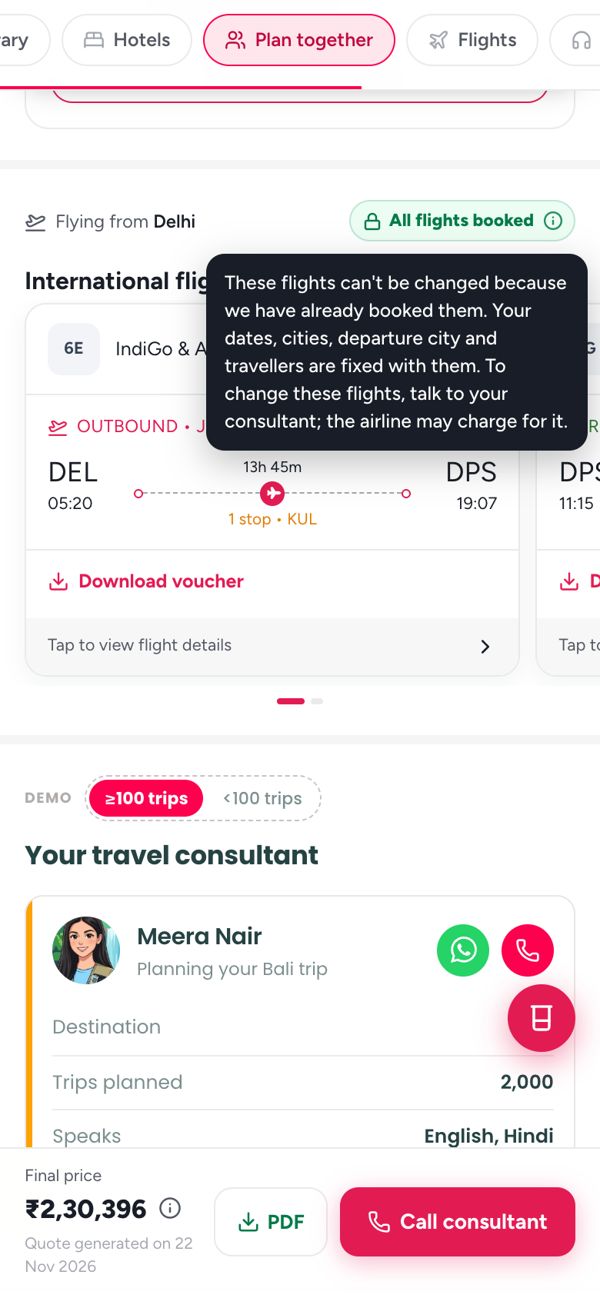 Hotels
Plan together
Flights
Flying from Delhi
All flights booked
International
These flights can't be changed because
we have already booked them. Your
dates, cities, departure city and
travellers are fixed with them. To
change these flights, talk to your
consultant; the airline may charge for it.
6E
IndiGo &
OUTBOUND •
13h 45m
DEL
DPS
05:20
19:07
11:15
1 stop • KUL
Download voucher
Tap to view flight details
Tap
DEMO
≥100 trips
<100 trips
Your travel consultant
Meera Nair
Planning your Bali trip
Destination
Trips planned
2,000
Speaks
English, Hindi
Final price
₹2,30,396
Quote generated on 22
Nov 2026
PDF
Call consultant